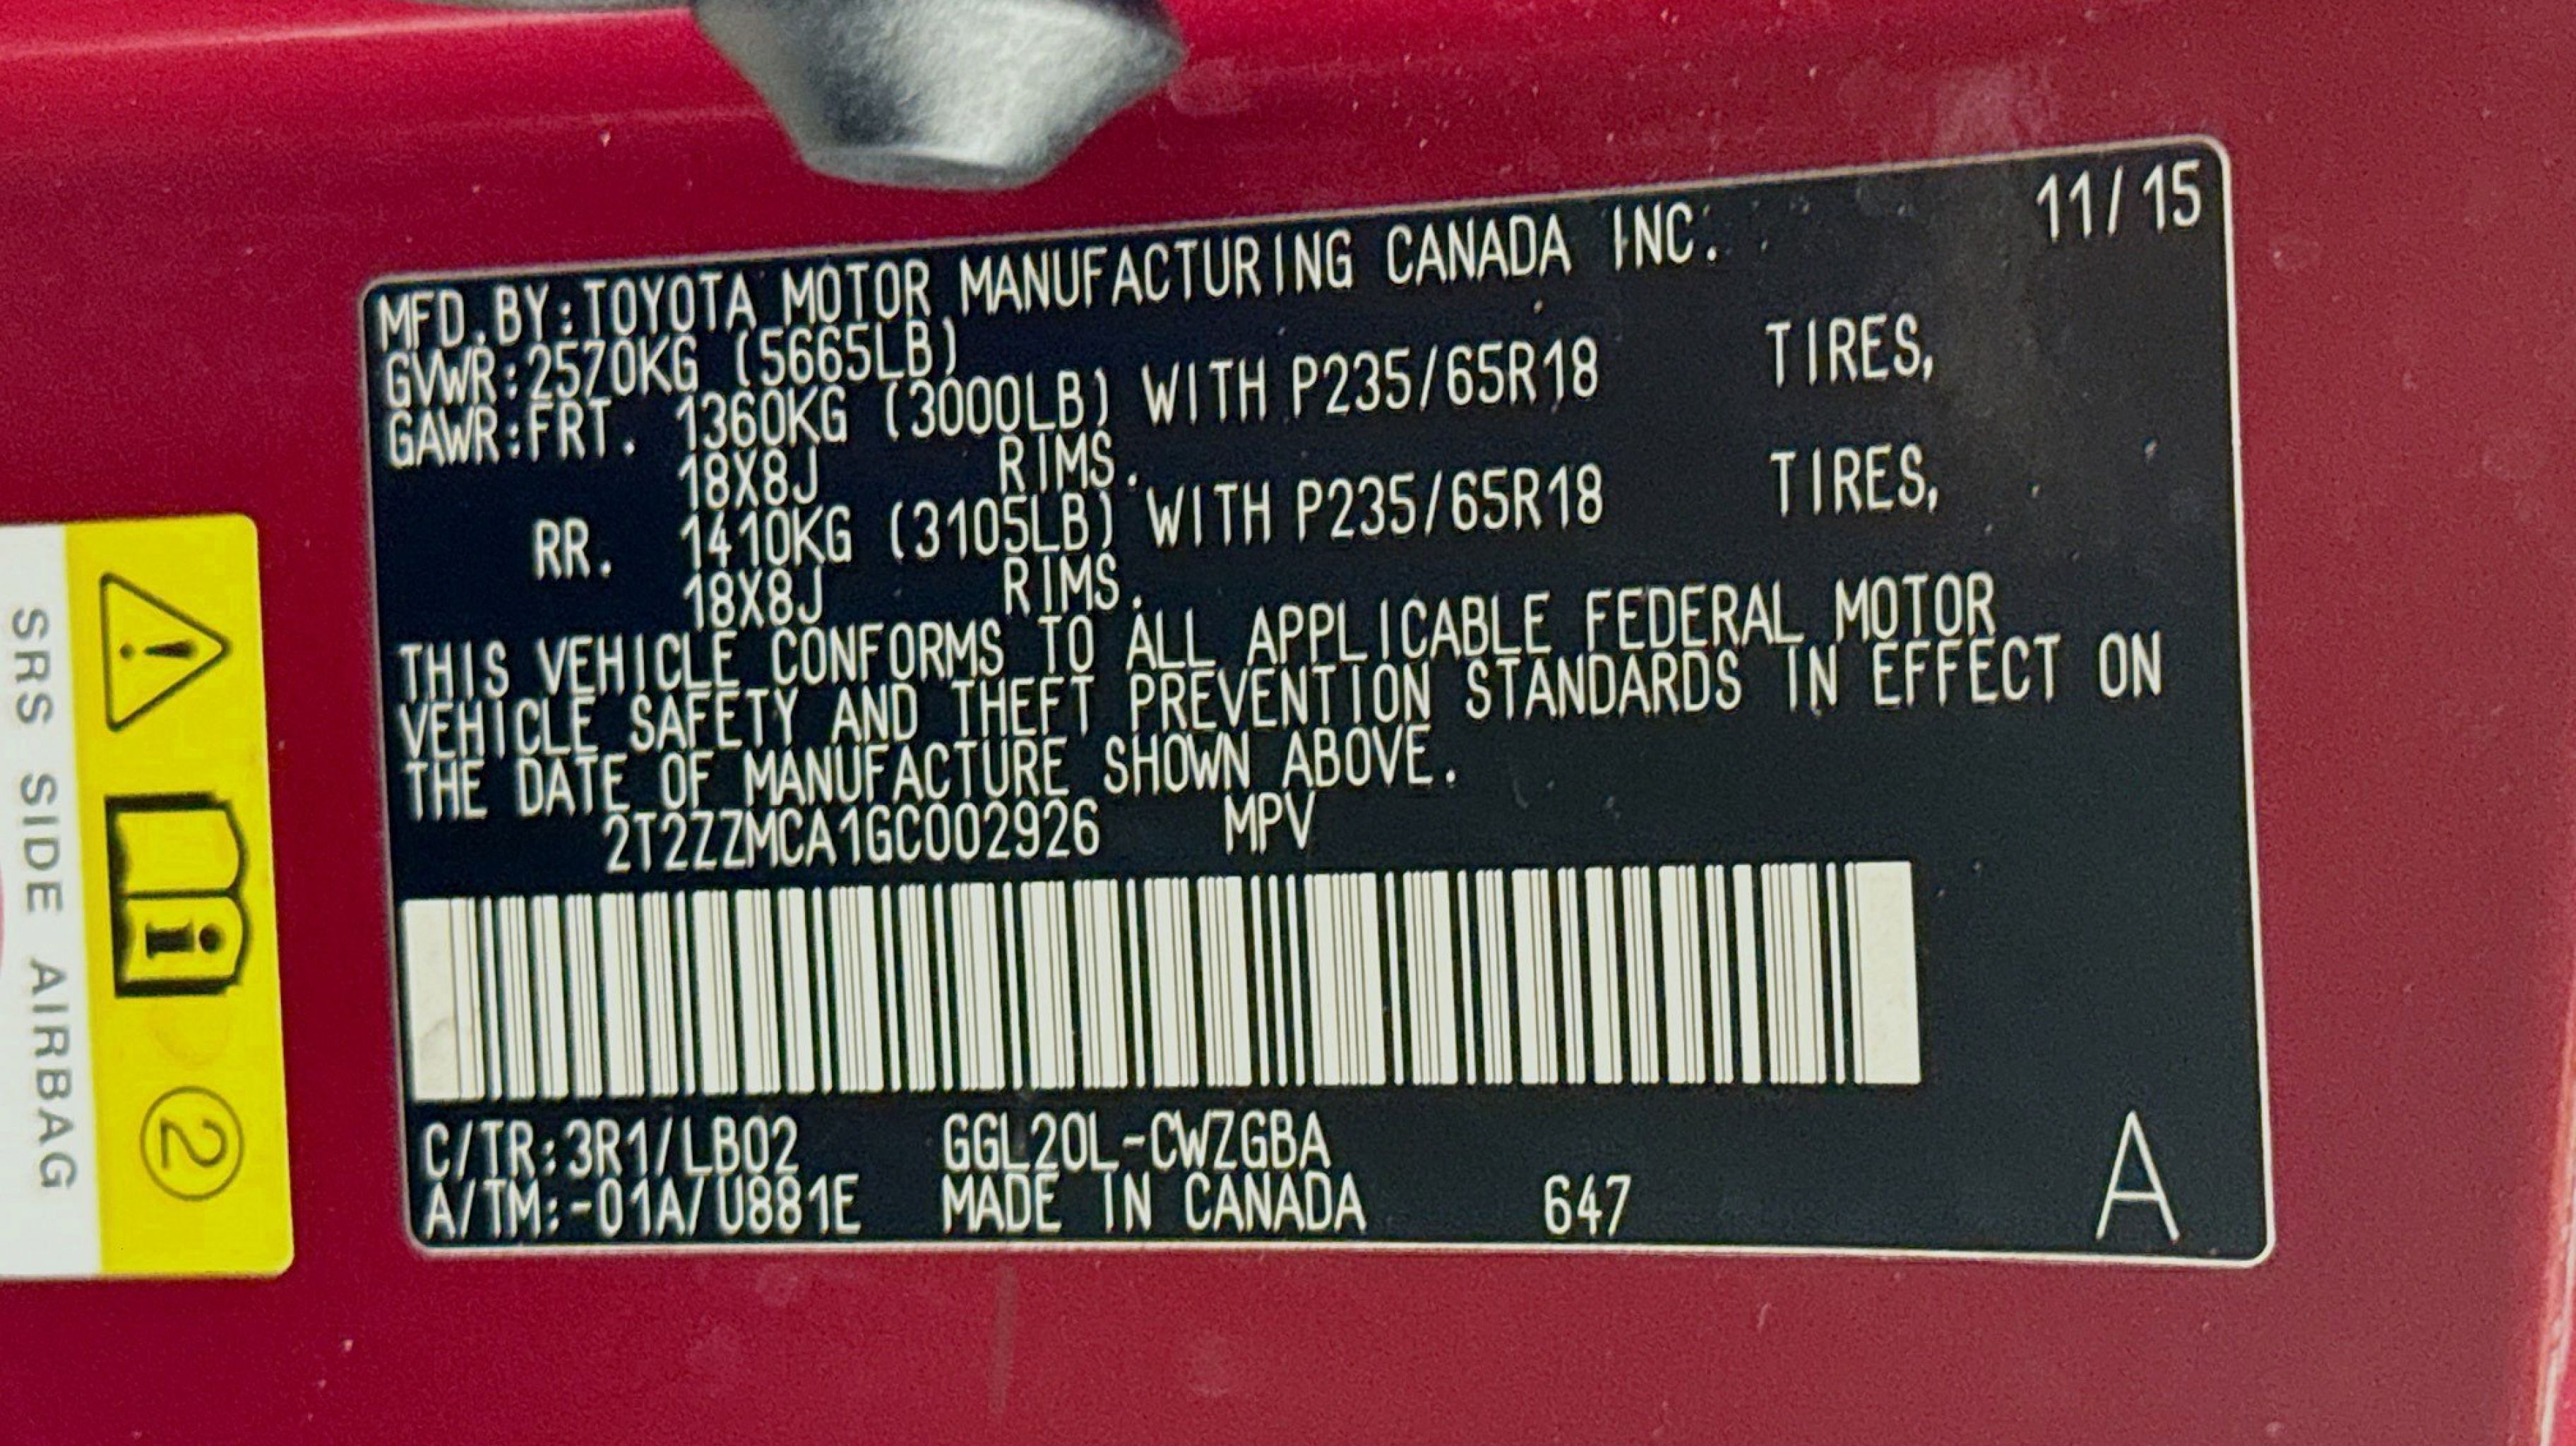 11/15
MFD.BY:TOYOTA MOTOR MANUFACTURING CANADA INC.
GVWR:2570KG (5665LB)
GAWR:FRT. 1360KG (3000LB) WITH P235/65R18 TIRES,
18X8J RIMS.
RR. 1410KG (3105LB) WITH P235/65R18 TIRES,
18X8J RIMS.
THIS VEHICLE CONFORMS TO ALL APPLICABLE FEDERAL MOTOR
VEHICLE SAFETY AND THEFT PREVENTION STANDARDS IN EFFECT ON
THE DATE OF MANUFACTURE SHOWN ABOVE.
2T2ZZMCA1GC002926 MPV
C/TR:3R1/LB02 GGL20L-CWZGBA
A/TM:-01A/U881E MADE IN CANADA 647 A
SRS SIDE AIRBAG
2